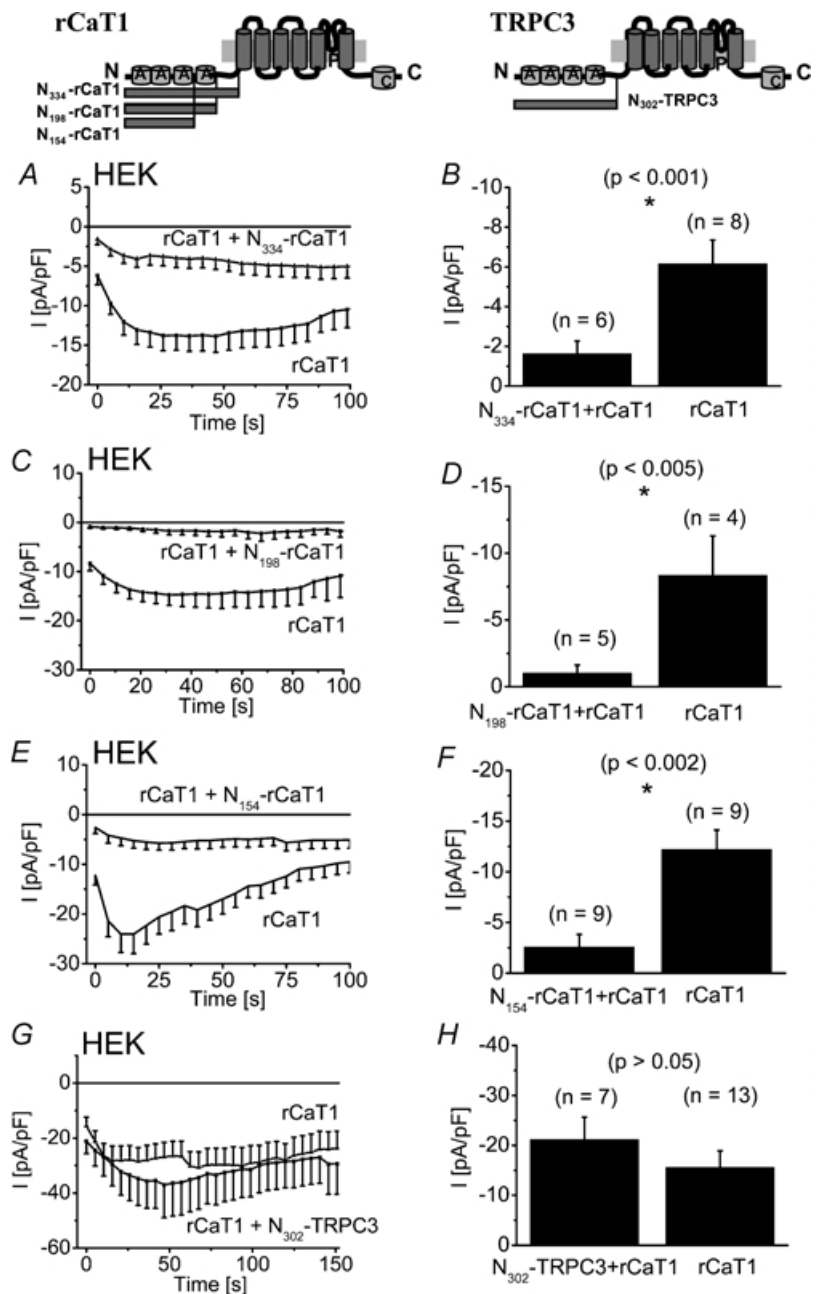 rCaT1
TRPC3
N A A A A P C C
N A A A A P C C
N334-rCaT1
N198-rCaT1
N154-rCaT1
N302-TRPC3
A HEK
I [pA/pF]
5
0
-5
-10
-15
-20
rCaT1 + N334-rCaT1
rCaT1
0 25 50 75 100
Time [s]
B
(p < 0.001)
*
(n = 8)
(n = 6)
I [pA/pF]
-10
-8
-6
-4
-2
0
N334-rCaT1+rCaT1 rCaT1
C HEK
I [pA/pF]
10
0
-10
-20
-30
rCaT1 + N198-rCaT1
rCaT1
0 20 40 60 80 100
Time [s]
D
(p < 0.005)
*
(n = 4)
(n = 5)
I [pA/pF]
-15
-10
-5
0
N198-rCaT1+rCaT1 rCaT1
E HEK
I [pA/pF]
10
0
-10
-20
-30
rCaT1 + N154-rCaT1
rCaT1
0 25 50 75 100
Time [s]
F
(p < 0.002)
*
(n = 9)
(n = 9)
I [pA/pF]
-20
-15
-10
-5
0
N154-rCaT1+rCaT1 rCaT1
G HEK
I [pA/pF]
0
-20
-40
-60
rCaT1
rCaT1 + N302-TRPC3
0 50 100 150
Time [s]
H
(p > 0.05)
(n = 7) (n = 13)
I [pA/pF]
-40
-30
-20
-10
0
N302-TRPC3+rCaT1 rCaT1